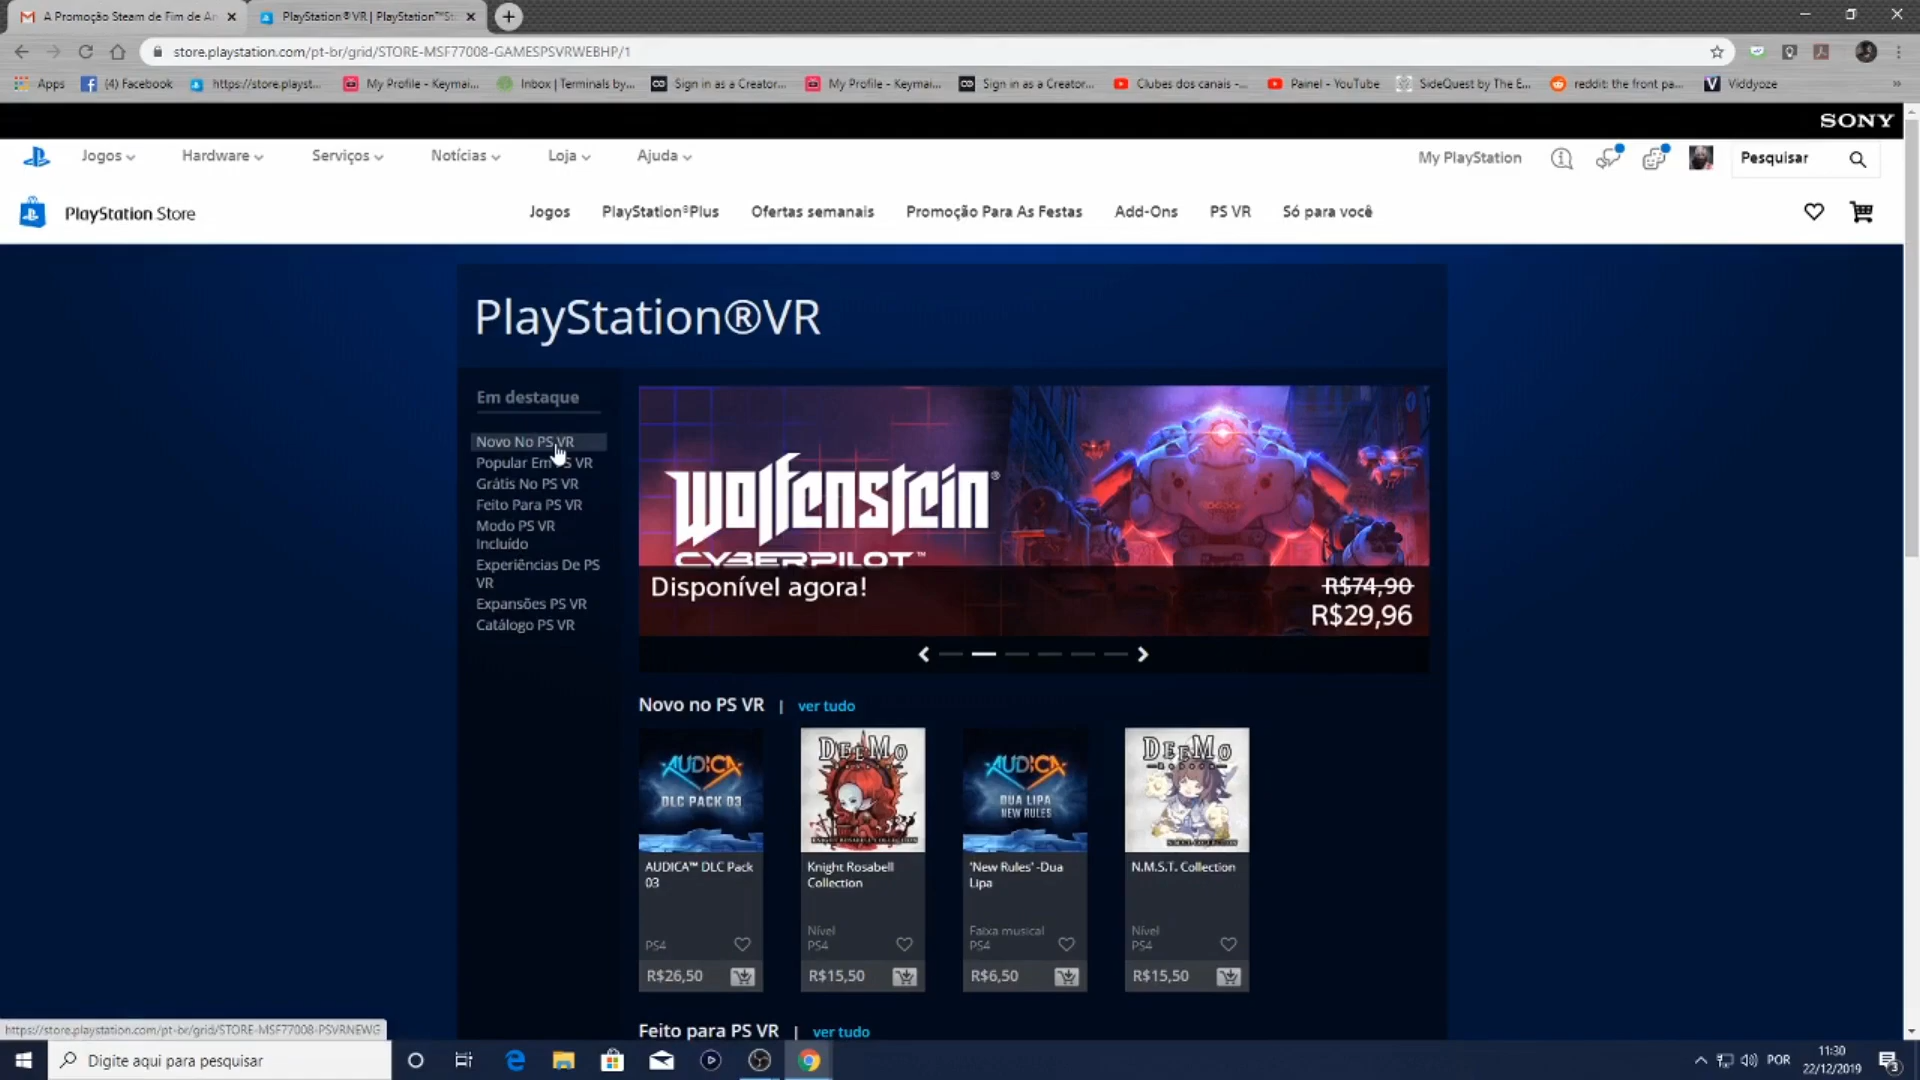 A Promoção Steam de Fim de An
PlayStation®VR | PlayStation™St
store.playstation.com/pt-br/grid/STORE-MSF77008-GAMESPSVRWEBHP/1
Apps
(4) Facebook
https://store.playst...
My Profile - Keymai...
Inbox | Terminals by...
Sign in as a Creator...
My Profile - Keymai...
Sign in as a Creator...
Clubes dos canais -...
Painel - YouTube
SideQuest by The E...
reddit: the front pa...
Viddyoze
SONY
Jogos
Hardware
Serviços
Notícias
Loja
Ajuda
My PlayStation
Pesquisar
PlayStation Store
Jogos
PlayStation®Plus
Ofertas semanais
Promoção Para As Festas
Add-Ons
PS VR
Só para você
PlayStation®VR
Em destaque
Novo No PS VR
Popular Em PS VR
Grátis No PS VR
Feito Para PS VR
Modo PS VR
Incluído
Experiências De PS
VR
Expansões PS VR
Catálogo PS VR
Wolfenstein®
CYBERPILOT™
Disponível agora!
R$74,90
R$29,96
Novo no PS VR | ver tudo
AUDICA
DLC PACK 03
AUDICA™ DLC Pack
03
PS4
R$26,50
DEEMO
KNIGHT ROSABELL COLLECTION
Knight Rosabell
Collection
Nível
PS4
R$15,50
AUDICA
DUA LIPA
NEW RULES
'New Rules' -Dua
Lipa
Faixa musical
PS4
R$6,50
DEEMO
N.M.S.T. COLLECTION
N.M.S.T. Collection
Nível
PS4
R$15,50
Feito para PS VR | ver tudo
https://store.playstation.com/pt-br/grid/STORE-MSF77008-PSVRNEWG
Digite aqui para pesquisar
POR
11:30
22/12/2019
3